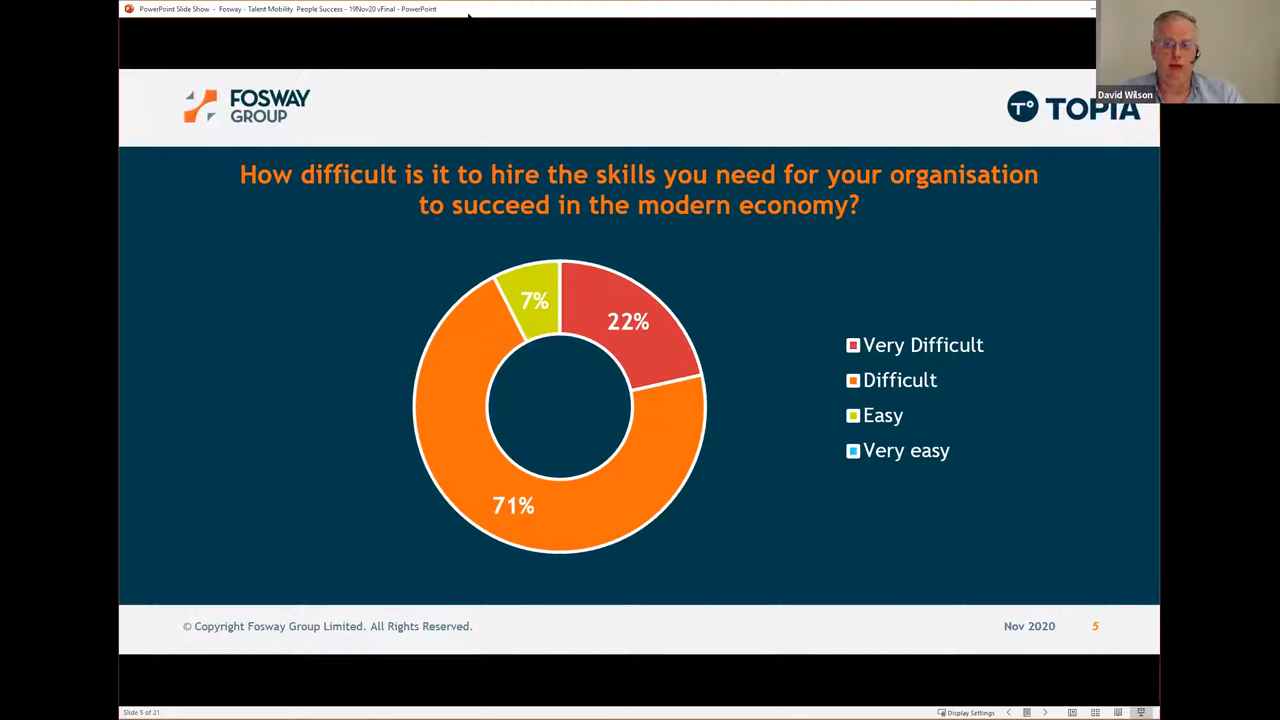 PowerPoint Slide Show - Fosway - Talent Mobility People Success - 19Nov20 vFinal - PowerPoint
David Wilson
FOSWAY
GROUP
T°
TOPIA
How difficult is it to hire the skills you need for your organisation
to succeed in the modern economy?
7%
22%
71%
Very Difficult
Difficult
Easy
Very easy
© Copyright Fosway Group Limited. All Rights Reserved.
Nov 2020
5
Slide 5 of 21
Display Settings